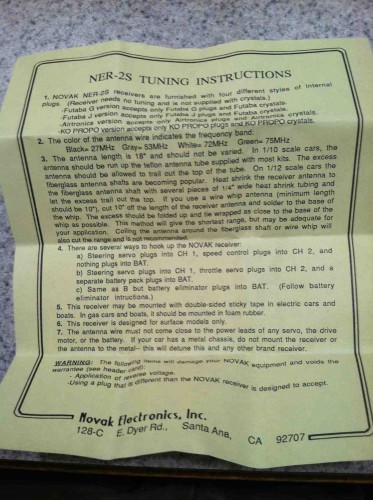 NER-2S TUNING INSTRUCTIONS
1. NOVAK NER-2S receivers are furnished with four different styles of internal
plugs. (Receiver needs no tuning and is not supplied with crystals.)
-Futaba G version accepts only Futaba G plugs and Futaba crystals.
-Futaba J version accepts only Futaba J plugs and Futaba crystals.
-Airtronics version accepts only Airtronics plugs and Airtronics crystals.
-KO PROPO version accepts only KO PROPO plugs and KO PROPO crystals.
2. The color of the antenna wire indicates the frequency band.
Black= 27MHz Gray= 53MHz White= 72MHz Green= 75MHz
3. The antenna length is 18" and should not be varied. In 1/10 scale cars, the
antenna should be run up the teflon antenna tube supplied with most kits. The excess
antenna should be allowed to trail out the top of the tube. On 1/12 scale cars the
fiberglass antenna shafts are becoming popular. Heat shrink the receiver antenna to
the fiberglass antenna shaft with several pieces of 1/4" wide heat shrink tubing and
let the excess trail out the top. If you use a wire whip antenna (minimum length
should be 10"), cut 10" off the length of the receiver antenna and solder to the base of
the whip. The excess should be folded up and tie wrapped as close to the base of the
whip as possible. This method will give the shortest range, but may be adequate for
your application. Coiling the antenna around the fiberglass shaft or wire whip will
also cut the range and is not recommended.
4. There are several ways to hook up the NOVAK receiver:
a) Steering servo plugs into CH 1, speed control plugs into CH 2, and
nothing plugs into BAT.
b) Steering servo plugs into CH 1, throttle servo plugs into CH 2, and a
separate battery pack plugs into BAT.
c) Same as B but battery eliminator plugs into BAT. (Follow battery
eliminator intructions.)
5. This receiver may be mounted with double-sided sticky tape in electric cars and
boats. In gas cars and boats, it should be mounted in foam rubber.
6. This receiver is designed for surface models only.
7. The antenna wire must not come close to the power leads of any servo, the drive
motor, or the battery. If your car has a metal chassis, do not mount the receiver or
the antenna to the metal-- this will detune this and any other brand receiver.
WARNING: The following items will damage your NOVAK equipment and voids the
warrantee (see header card):
- Application of reverse voltage.
-Using a plug that is different than the NOVAK receiver is designed to accept.
Novak Electronics, Inc.
128-C E. Dyer Rd., Santa Ana, CA 92707